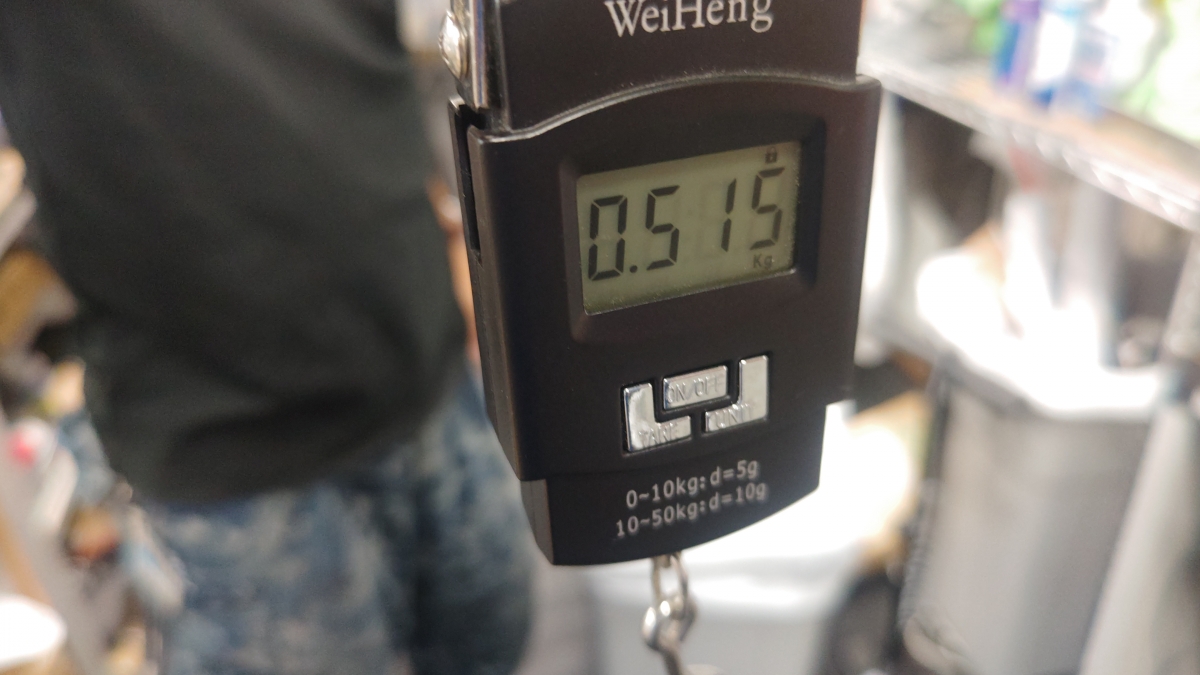 WeiHeng
0.515
Kg
ON/OFF
TARE UNIT
0~10kg:d=5g
10~50kg:d=10g